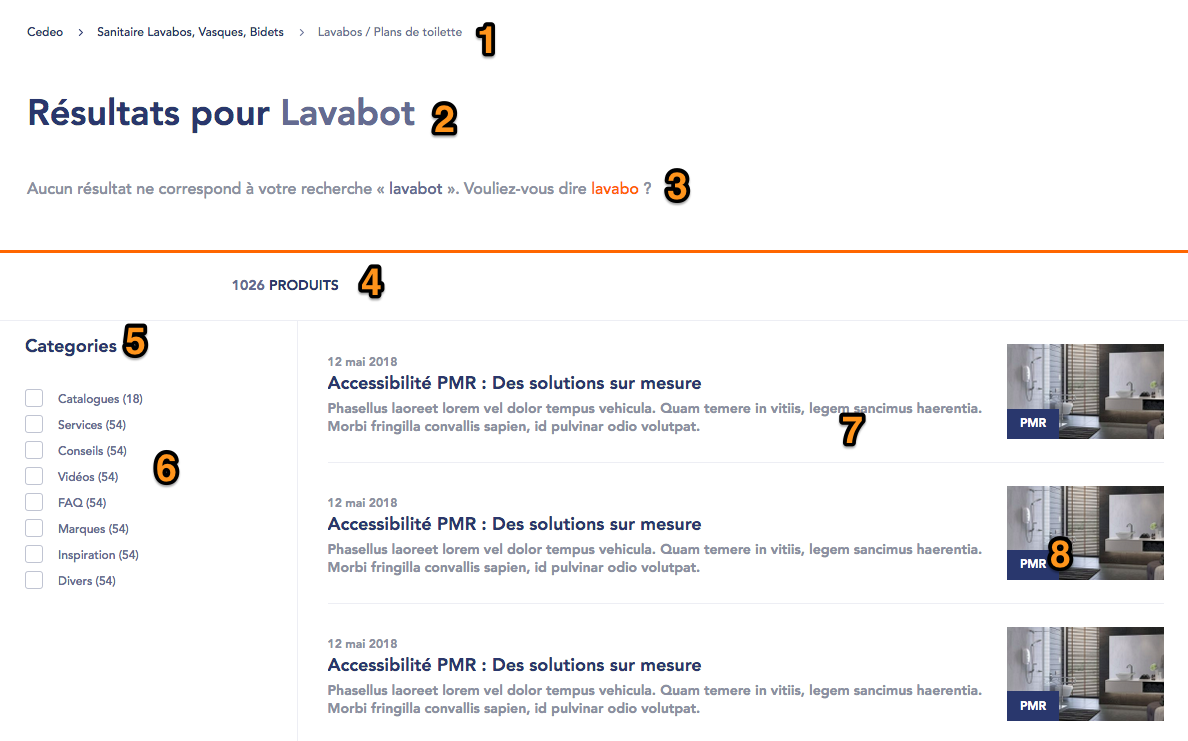 Cedeo > Sanitaire Lavabos, Vasques, Bidets > Lavabos / Plans de toilette 1
Résultats pour Lavabot 2
Aucun résultat ne correspond à votre recherche « lavabot ». Vouliez-vous dire lavabo ? 3
1026 PRODUITS 4
Categories 5
Catalogues (18)
Services (54)
Conseils (54)
6
Vidéos (54)
FAQ (54)
Marques (54)
Inspiration (54)
Divers (54)
12 mai 2018
Accessibilité PMR : Des solutions sur mesure
Phasellus laoreet lorem vel dolor tempus vehicula. Quam temere in vitiis, legem sancimus haerentia.
Morbi fringilla convallis sapien, id pulvinar odio volutpat.
7
PMR
12 mai 2018
Accessibilité PMR : Des solutions sur mesure
Phasellus laoreet lorem vel dolor tempus vehicula. Quam temere in vitiis, legem sancimus haerentia.
Morbi fringilla convallis sapien, id pulvinar odio volutpat.
PMR 8
12 mai 2018
Accessibilité PMR : Des solutions sur mesure
Phasellus laoreet lorem vel dolor tempus vehicula. Quam temere in vitiis, legem sancimus haerentia.
Morbi fringilla convallis sapien, id pulvinar odio volutpat.
PMR